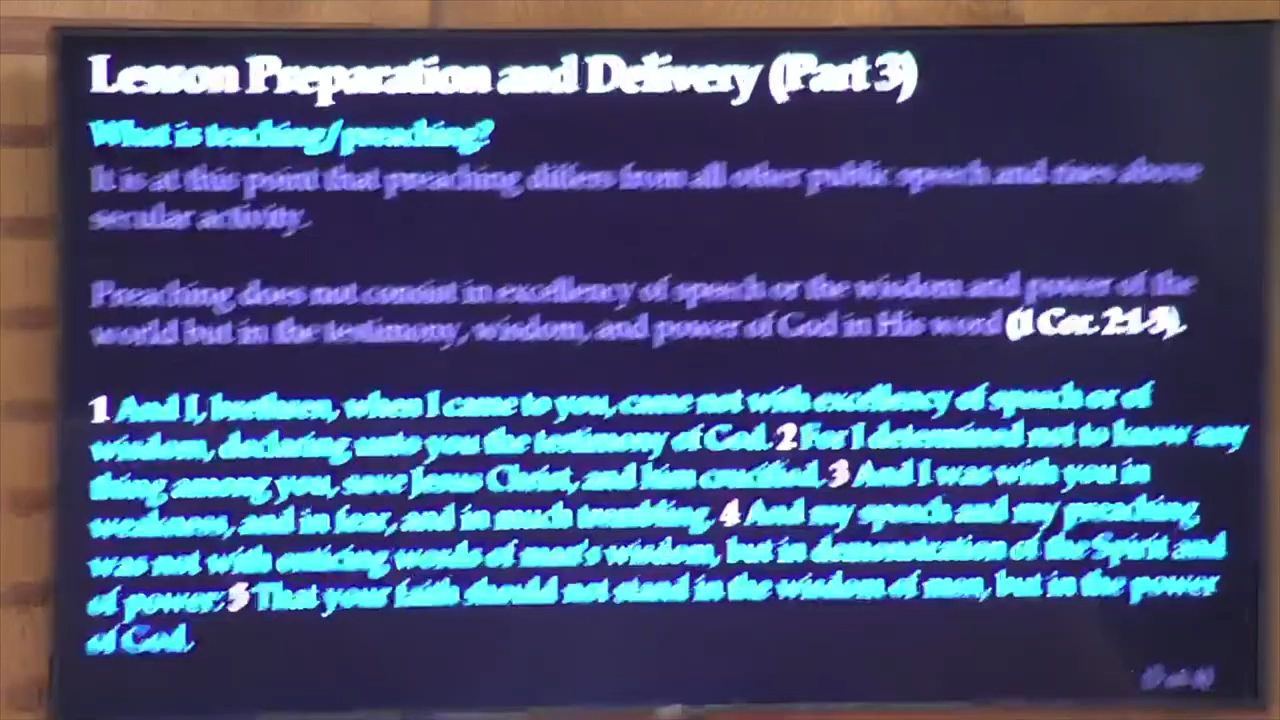 Lesson Preparation and Delivery (Part 3)
What is teaching/preaching?
It is at this point that preaching differs from all other public speech and rises above
secular activity.
Preaching does not consist in excellency of speech or the wisdom and power of the
world but in the testimony, wisdom, and power of God in His word (1 Cor. 2:1-5).
1 And I, brethren, when I came to you, came not with excellency of speech or of
wisdom, declaring unto you the testimony of God. 2 For I determined not to know any
thing among you, save Jesus Christ, and him crucified. 3 And I was with you in
weakness, and in fear, and in much trembling. 4 And my speech and my preaching
was not with enticing words of man's wisdom, but in demonstration of the Spirit and
of power: 5 That your faith should not stand in the wisdom of men, but in the power
of God.